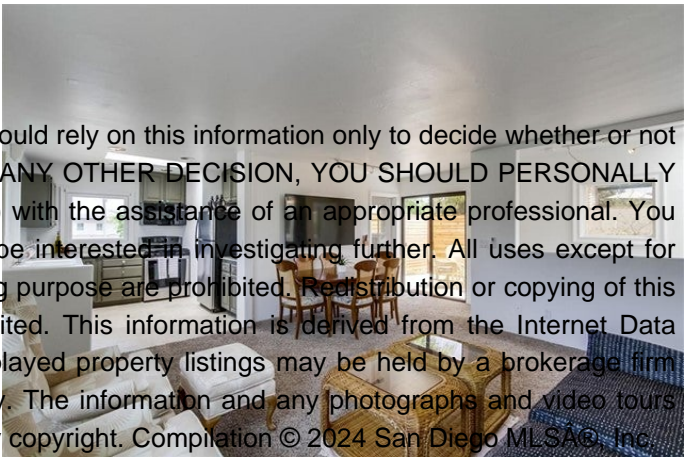 ould rely on this information only to decide whether or not
ANY OTHER DECISION, YOU SHOULD PERSONALLY
with the assistance of an appropriate professional. You
be interested in investigating further. All uses except for
g purpose are prohibited. Redistribution or copying of this
ited. This information is derived from the Internet Data
played property listings may be held by a brokerage firm
y. The information and any photographs and video tours
copyright. Compilation © 2024 San Diego MLSÂ®, Inc.